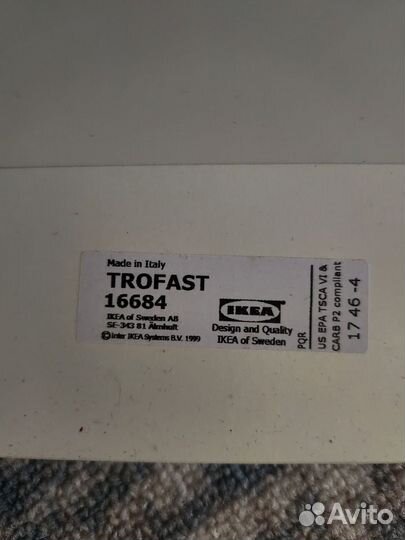 Made in Italy
TROFAST
16684
IKEA of Sweden AB
SE-343 81 Älmhult
©Inter IKEA Systems B.V. 1999
IKEA
Design and Quality
IKEA of Sweden
PQR
US EPA TSCA VI &
CARB P2 compliant
17 46 -4
Avito